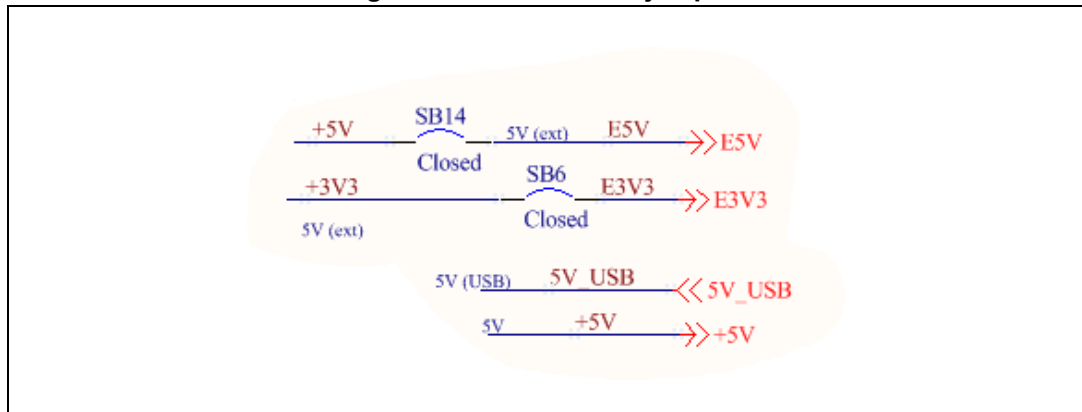 +5V SB14 5V (ext) E5V E5V
Closed
+3V3 SB6 E3V3 E3V3
Closed
5V (ext)
5V (USB) 5V_USB 5V_USB
5V +5V +5V